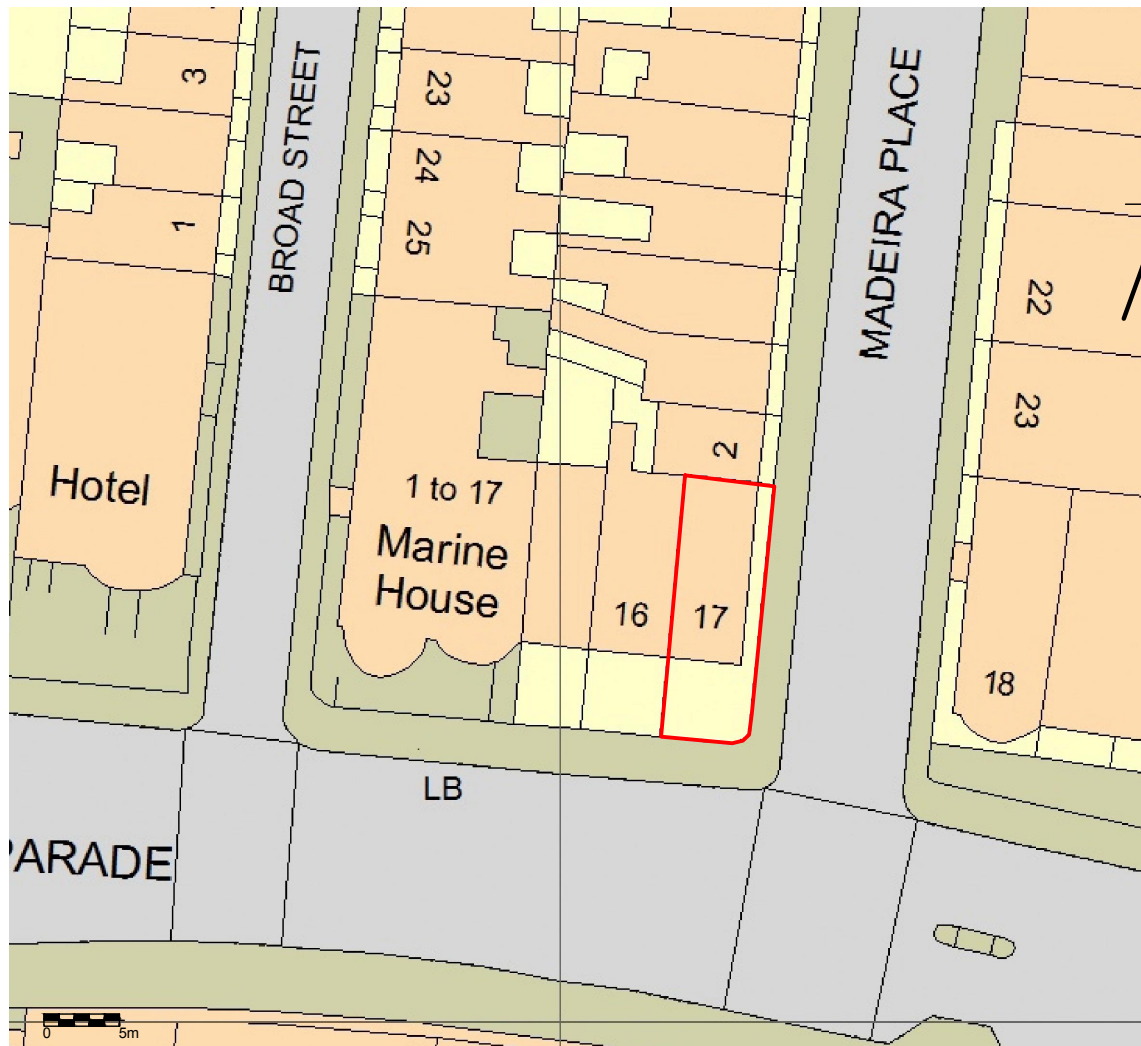 3
BROAD STREET
23
MADEIRA PLACE
24
1
25
22
23
2
Hotel
1 to 17
Marine
House
16
17
18
LB
PARADE
0
5m